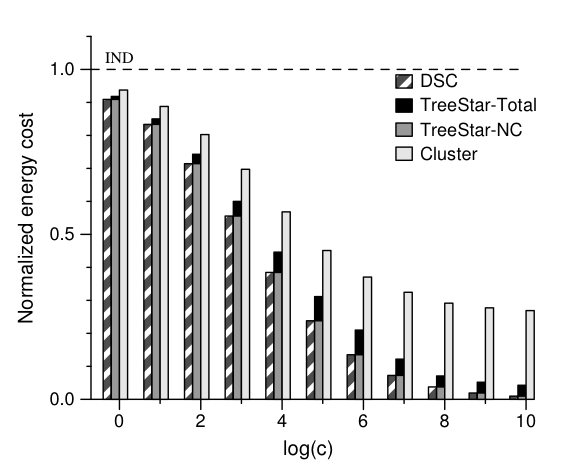 IND
1.0
0.5
0.0
Normalized energy cost
DSC
TreeStar-Total
TreeStar-NC
Cluster
0 2 4 6 8 10
log(c)